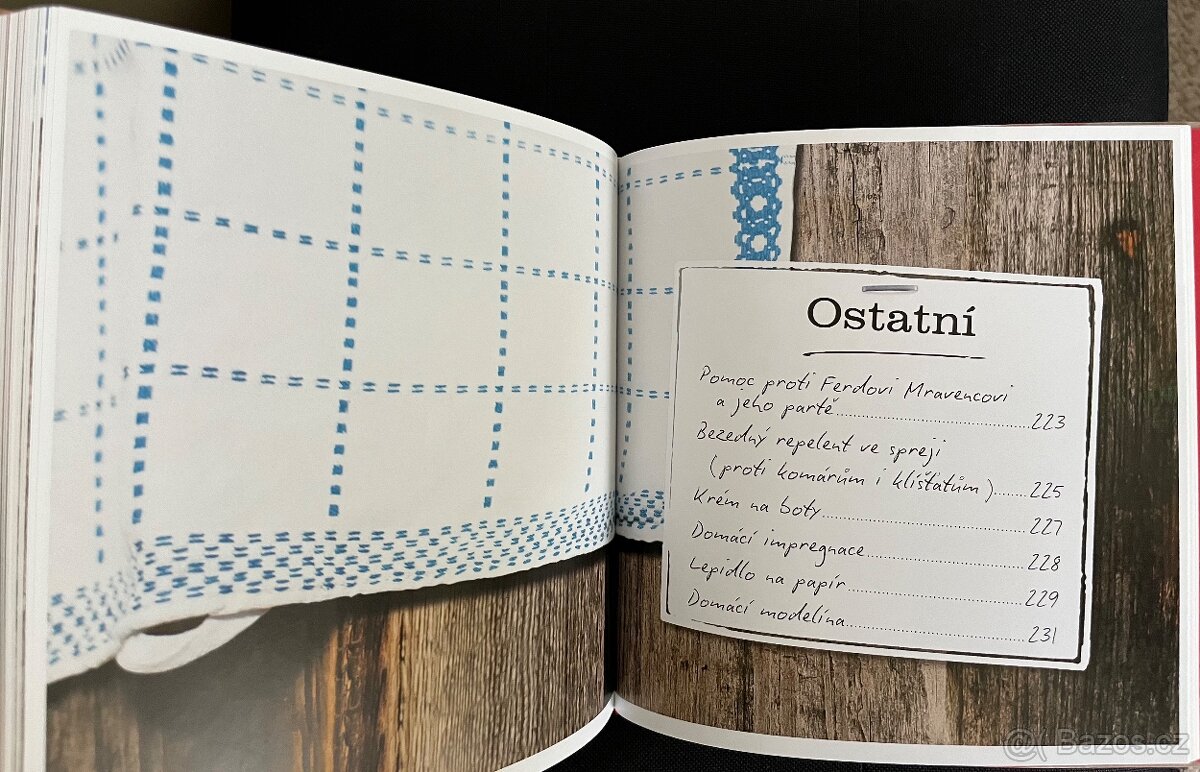 Ostatní
Pomoc proti Ferdovi Mravencovi
a jeho partě...............................................223
Bezedný repelent ve spreji
(proti komárům i klíšťatům)........225
Krém na boty................................................227
Domácí impregnace....................................228
Lepidlo na papír.........................................229
Domácí modelína.........................................231
@( Bazos.cz